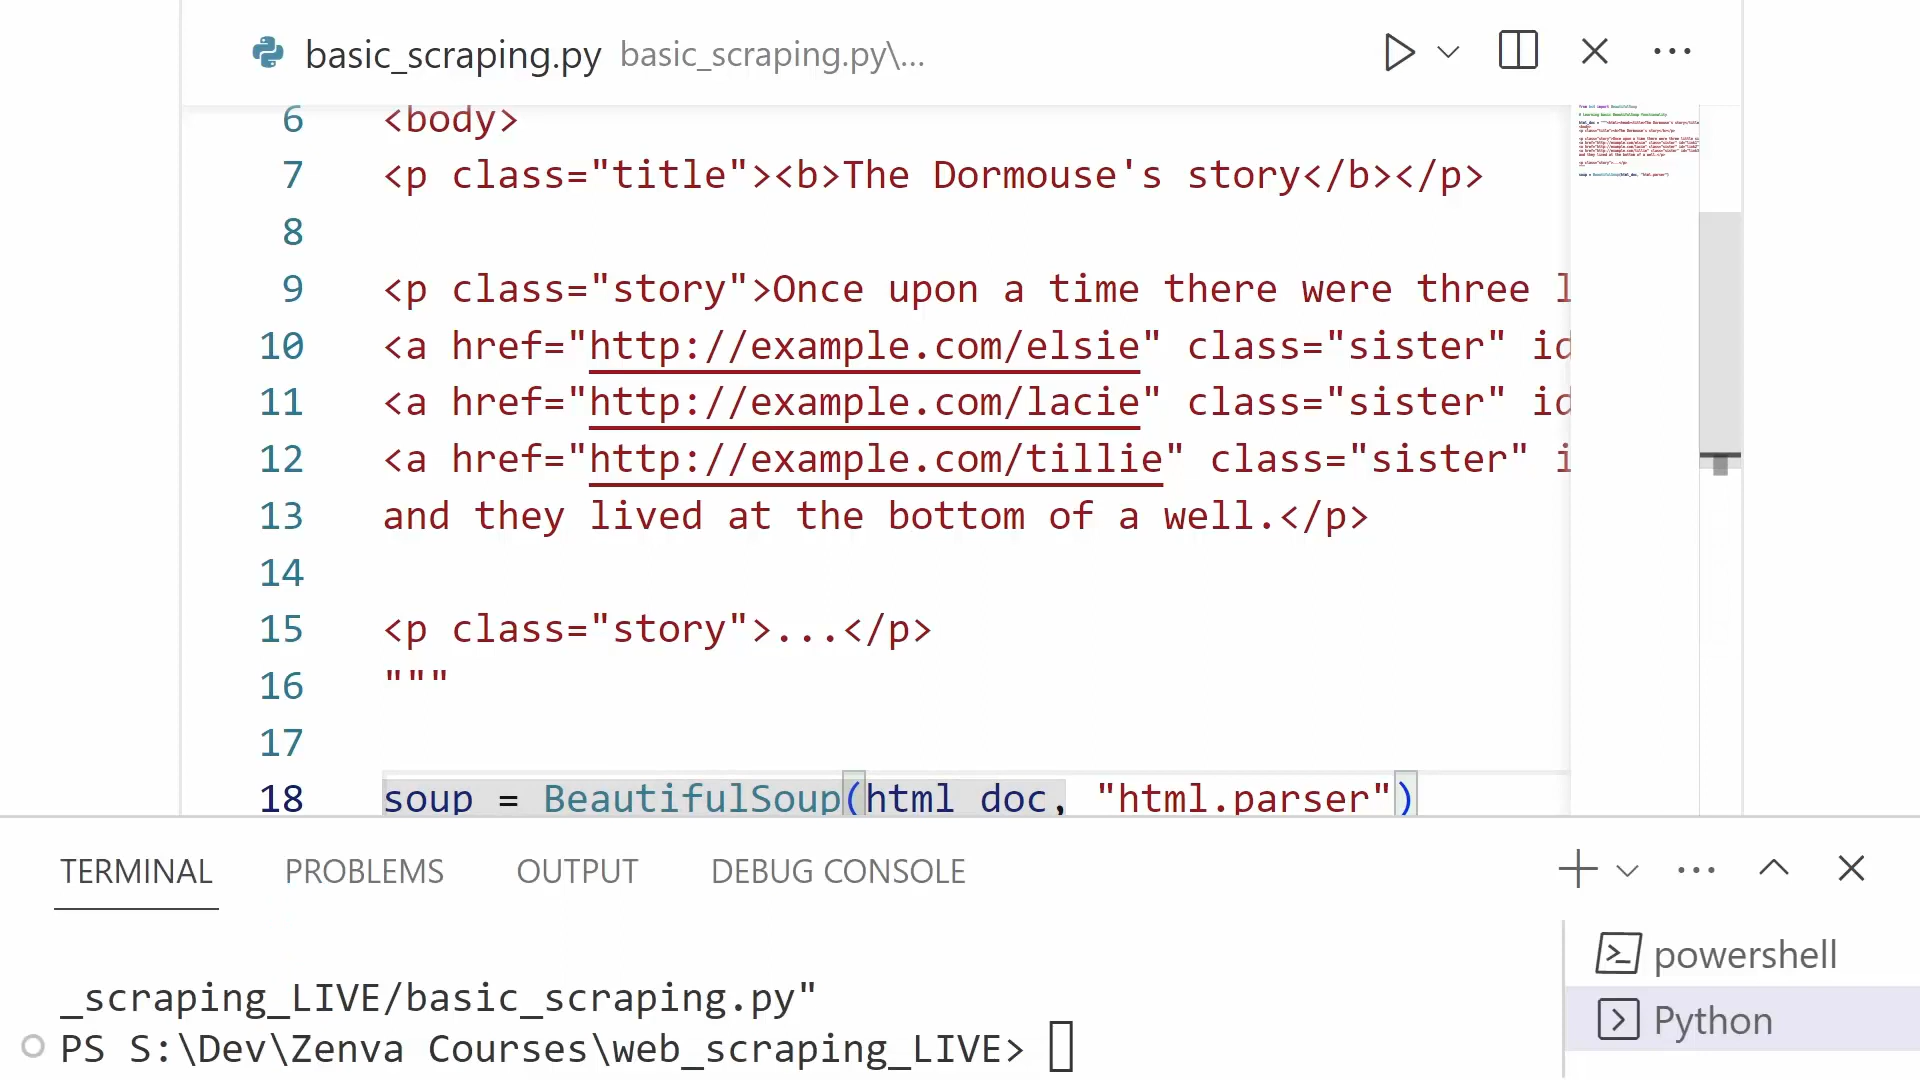 basic_scraping.py basic_scraping.py\...
6 <body>
7 <p class="title"><b>The Dormouse's story</b></p>
8
9 <p class="story">Once upon a time there were three l
10 <a href="http://example.com/elsie" class="sister" id
11 <a href="http://example.com/lacie" class="sister" id
12 <a href="http://example.com/tillie" class="sister" i
13 and they lived at the bottom of a well.</p>
14
15 <p class="story">...</p>
16 """
17
18 soup = BeautifulSoup(html_doc, "html.parser")
TERMINAL PROBLEMS OUTPUT DEBUG CONSOLE
_scraping_LIVE/basic_scraping.py"
PS S:\Dev\Zenva Courses\web_scraping_LIVE>
powershell
Python